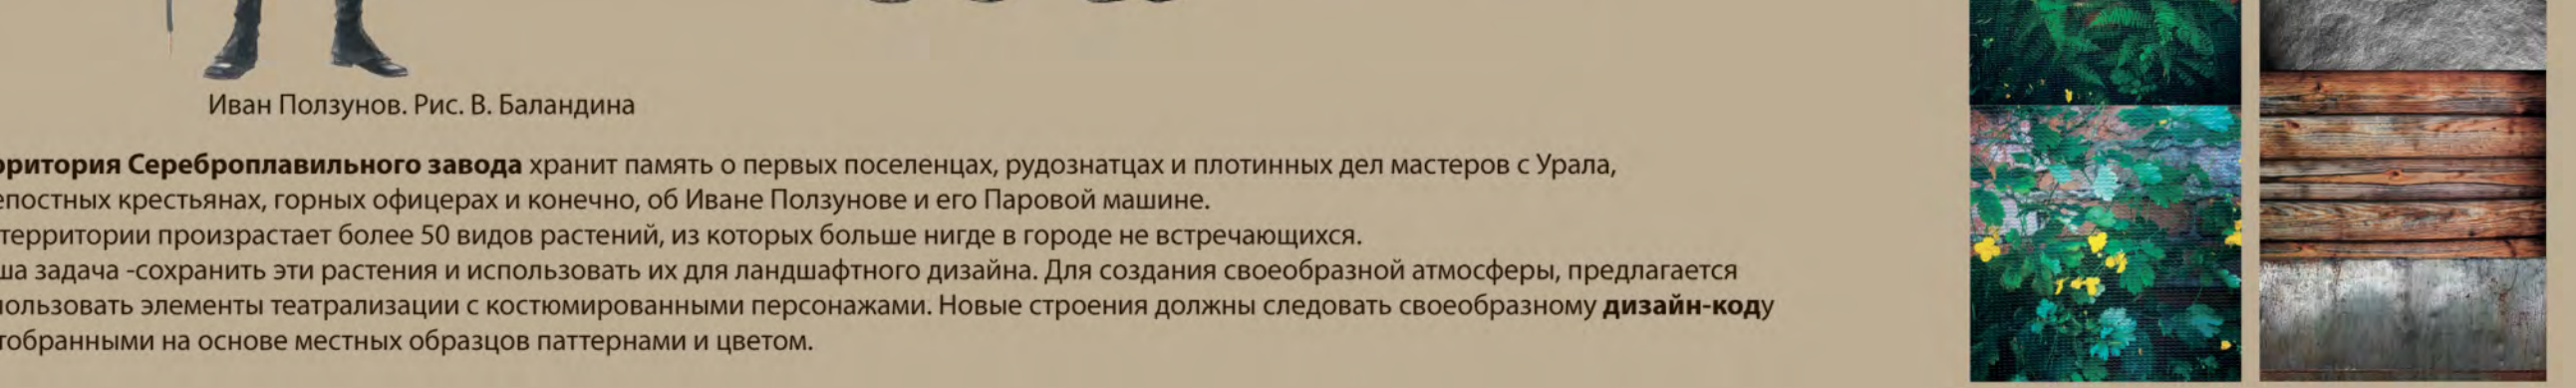 Иван Ползунов. Рис. В. Баландина
рритория Сереброплавильного завода хранит память о первых поселенцах, рудознатцах и плотинных дел мастеров с Урала,
епостных крестьянах, горных офицерах и конечно, об Иване Ползунове и его Паровой машине.
территории произрастает более 50 видов растений, из которых больше нигде в городе не встречающихся.
ша задача -сохранить эти растения и использовать их для ландшафтного дизайна. Для создания своеобразной атмосферы, предлагается
пользовать элементы театрализации с костюмированными персонажами. Новые строения должны следовать своеобразному дизайн-коду
тобранными на основе местных образцов паттернами и цветом.